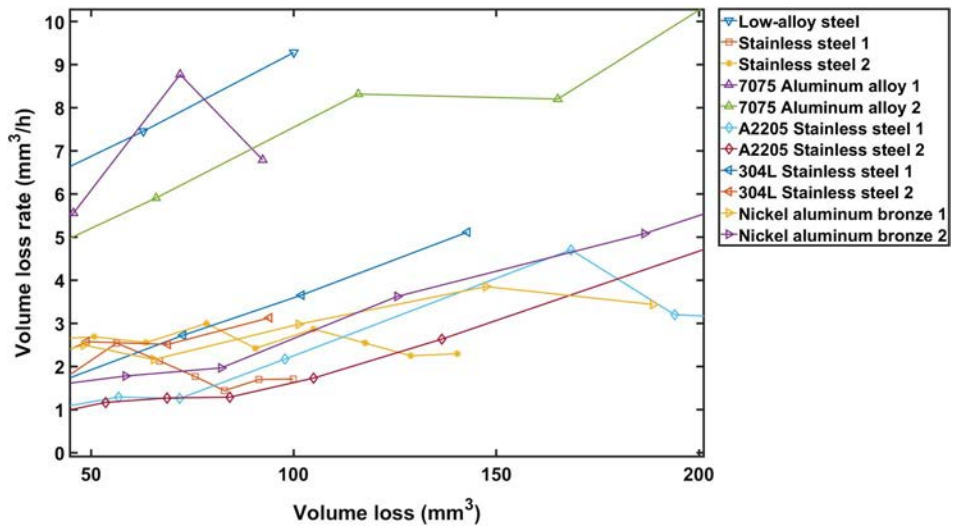 10
9
8
7
6
5
4
3
2
1
0
Volume loss rate (mm³/h)
50
100
150
200
Volume loss (mm³)
Low-alloy steel
Stainless steel 1
Stainless steel 2
7075 Aluminum alloy 1
7075 Aluminum alloy 2
A2205 Stainless steel 1
A2205 Stainless steel 2
304L Stainless steel 1
304L Stainless steel 2
Nickel aluminum bronze 1
Nickel aluminum bronze 2